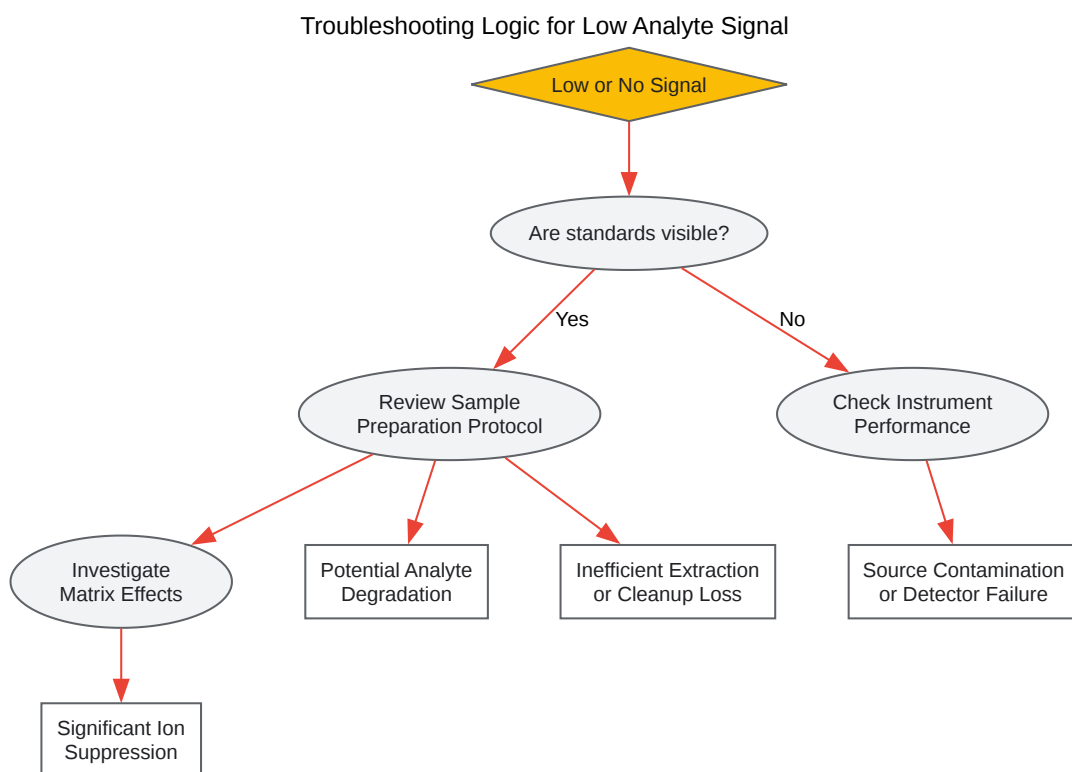 Troubleshooting Logic for Low Analyte Signal
Low or No Signal
Are standards visible?
Yes
No
Review Sample
Preparation Protocol
Check Instrument
Performance
Investigate
Matrix Effects
Potential Analyte
Degradation
Inefficient Extraction
or Cleanup Loss
Source Contamination
or Detector Failure
Significant Ion
Suppression